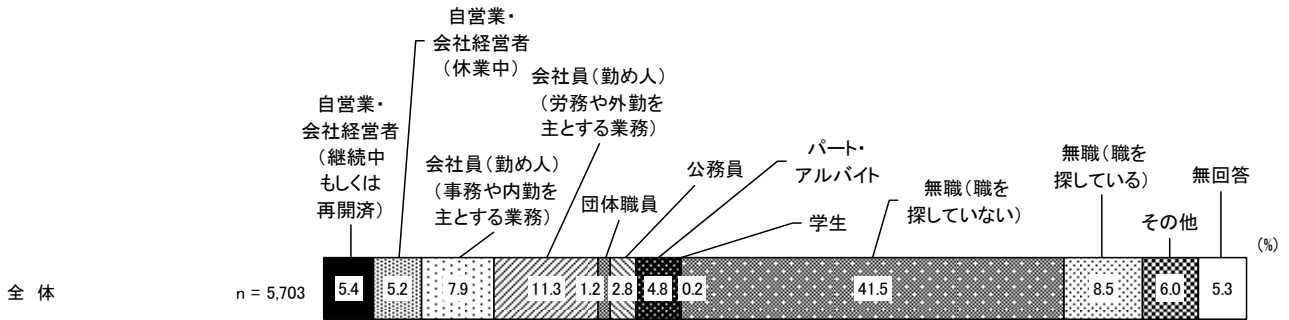 自営業・
会社経営者
（休業中）
自営業・
会社経営者
（継続中
もしくは
再開済）
会社員（勤め人）
（事務や内勤を
主とする業務）
会社員（勤め人）
（労務や外勤を
主とする業務）
団体職員
公務員
パート・
アルバイト
学生
無職（職を
探していない）
無職（職を
探している）
その他
無回答
(%)
全 体 n = 5,703 5.4 5.2 7.9 11.3 1.2 2.8 4.8 0.2 41.5 8.5 6.0 5.3